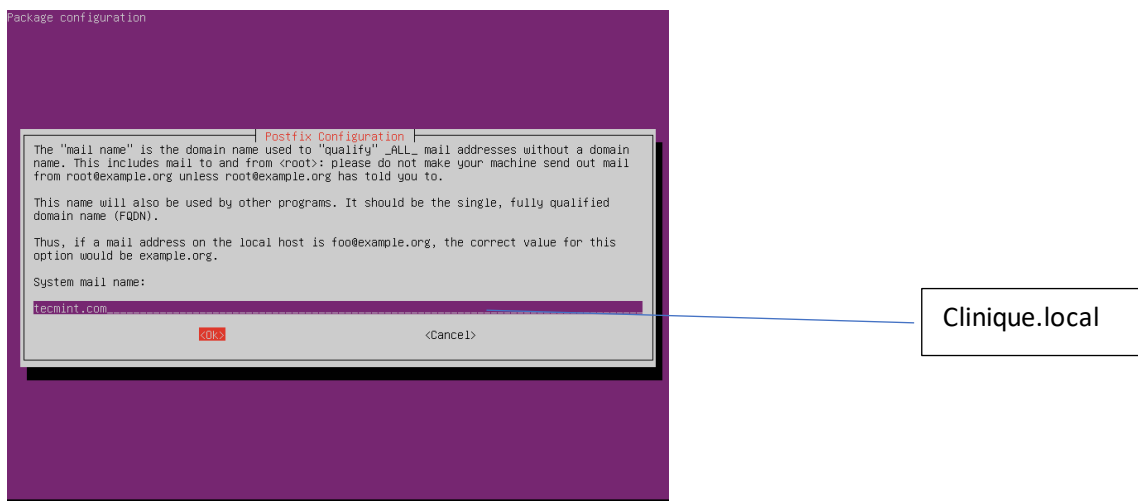 Package configuration
Postfix Configuration
The "mail name" is the domain name used to "qualify" _ALL_ mail addresses without a domain
name. This includes mail to and from <root>: please do not make your machine send out mail
from root@example.org unless root@example.org has told you to.
This name will also be used by other programs. It should be the single, fully qualified
domain name (FQDN).
Thus, if a mail address on the local host is foo@example.org, the correct value for this
option would be example.org.
System mail name:
tecmint.com
Clinique.local
<Ok> <Cancel>